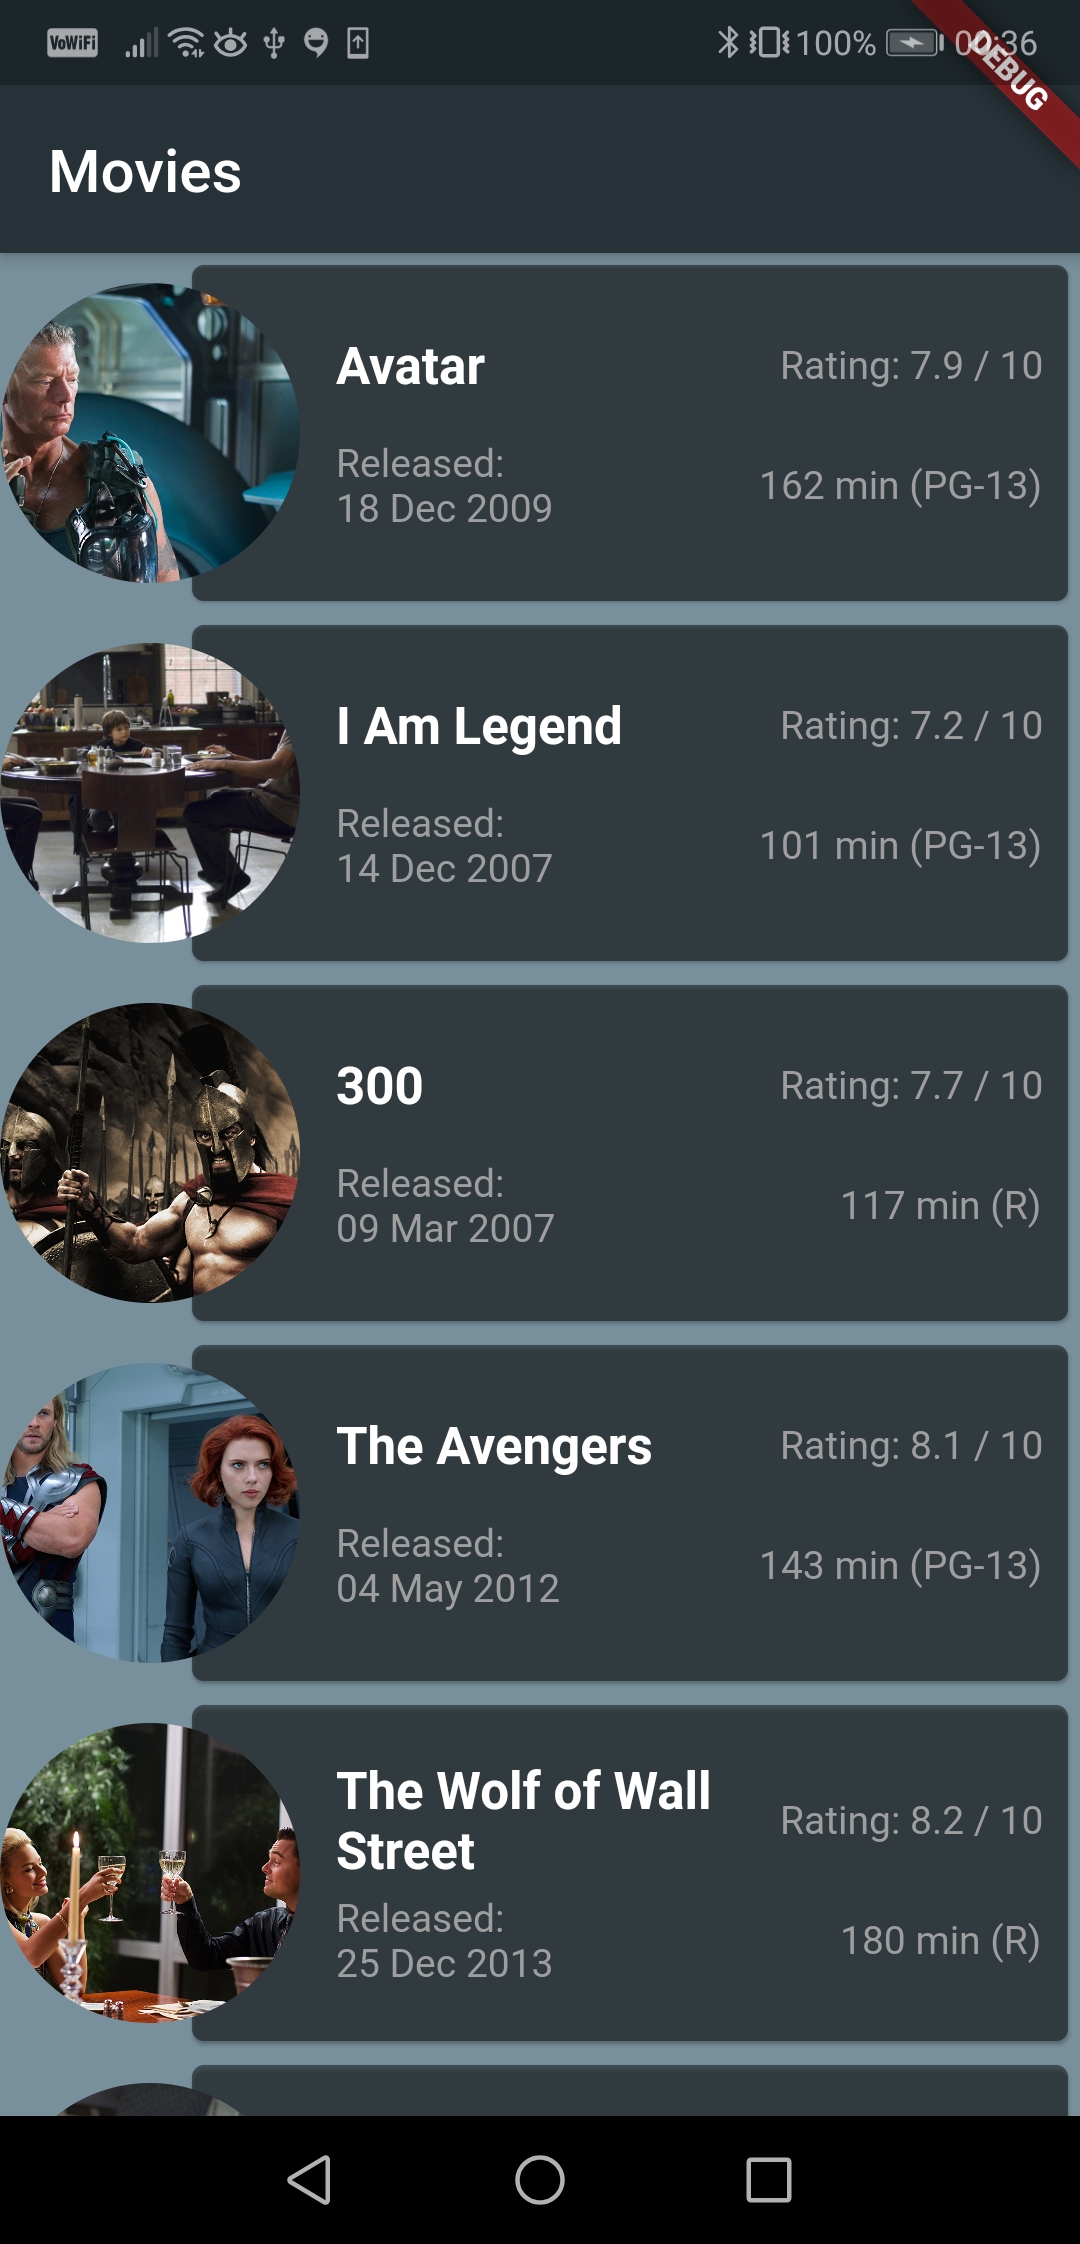 VoWiFi 100% 00:36
DEBUG
Movies
Avatar
Rating: 7.9 / 10
Released:
18 Dec 2009
162 min (PG-13)
I Am Legend
Rating: 7.2 / 10
Released:
14 Dec 2007
101 min (PG-13)
300
Rating: 7.7 / 10
Released:
09 Mar 2007
117 min (R)
The Avengers
Rating: 8.1 / 10
Released:
04 May 2012
143 min (PG-13)
The Wolf of Wall
Street
Rating: 8.2 / 10
Released:
25 Dec 2013
180 min (R)